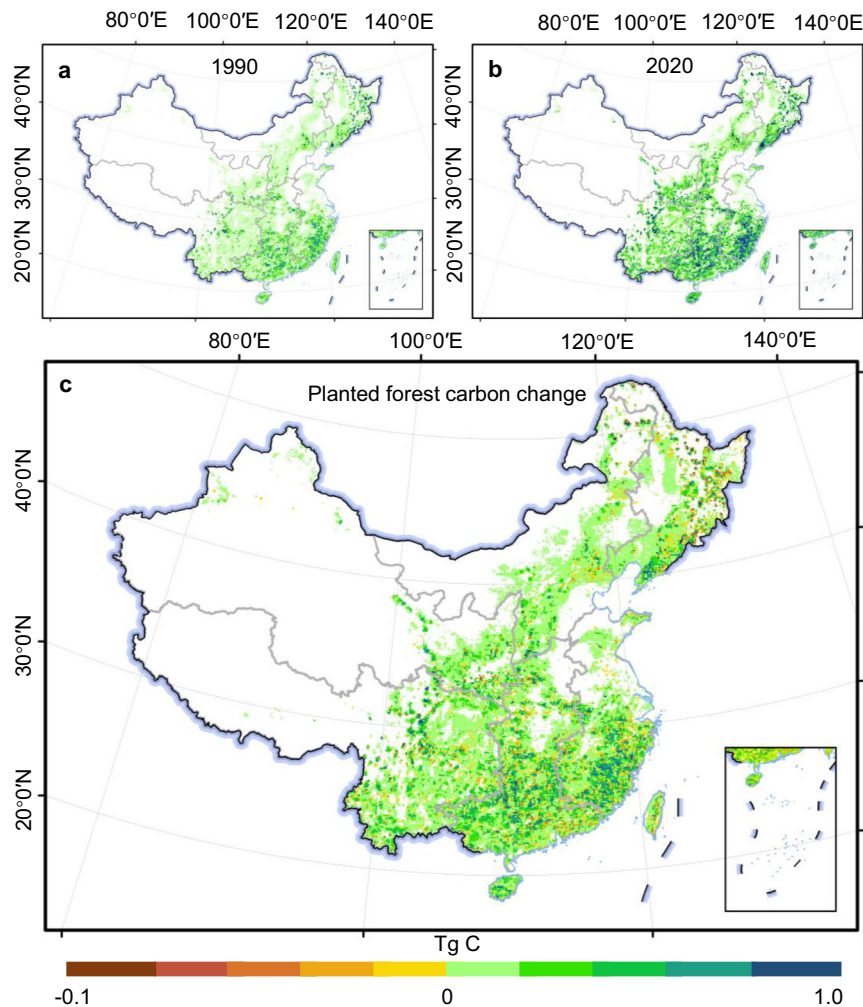 80°0′E 100°0′E 120°0′E 140°0′E 80°0′E 100°0′E 120°0′E 140°0′E
a 1990 b 2020
40°0′N
30°0′N
20°0′N
40°0′N
30°0′N
20°0′N
80°0′E 100°0′E 120°0′E 140°0′E
c Planted forest carbon change
40°0′N
30°0′N
20°0′N
Tg C
-0.1 0 1.0